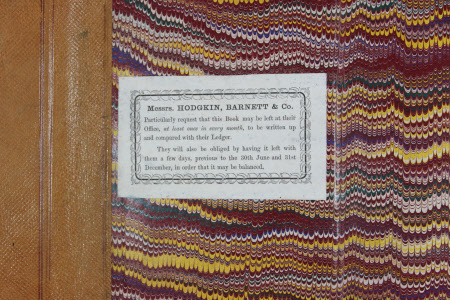 Messrs. HODGKIN, BARNETT & Co.
Particularly request that this Book may be left at their
Office, at least once in every month, to be written up
and compared with their Ledger.
They will also be obliged by having it left with
them a few days, previous to the 30th June and 31st
December, in order that it may be balanced.